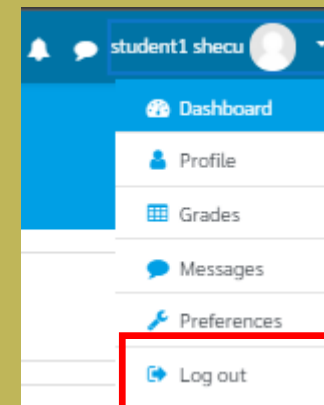 student1 shecu
Dashboard
Profile
Grades
Messages
Preferences
Log out